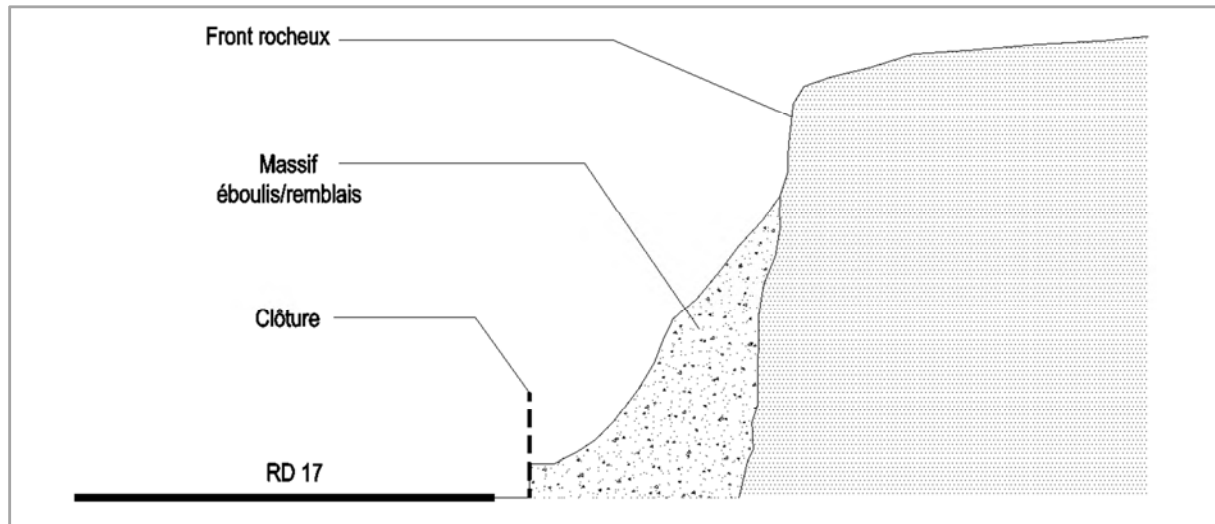 Front rocheux
Massif
éboulis/remblais
Clôture
RD 17